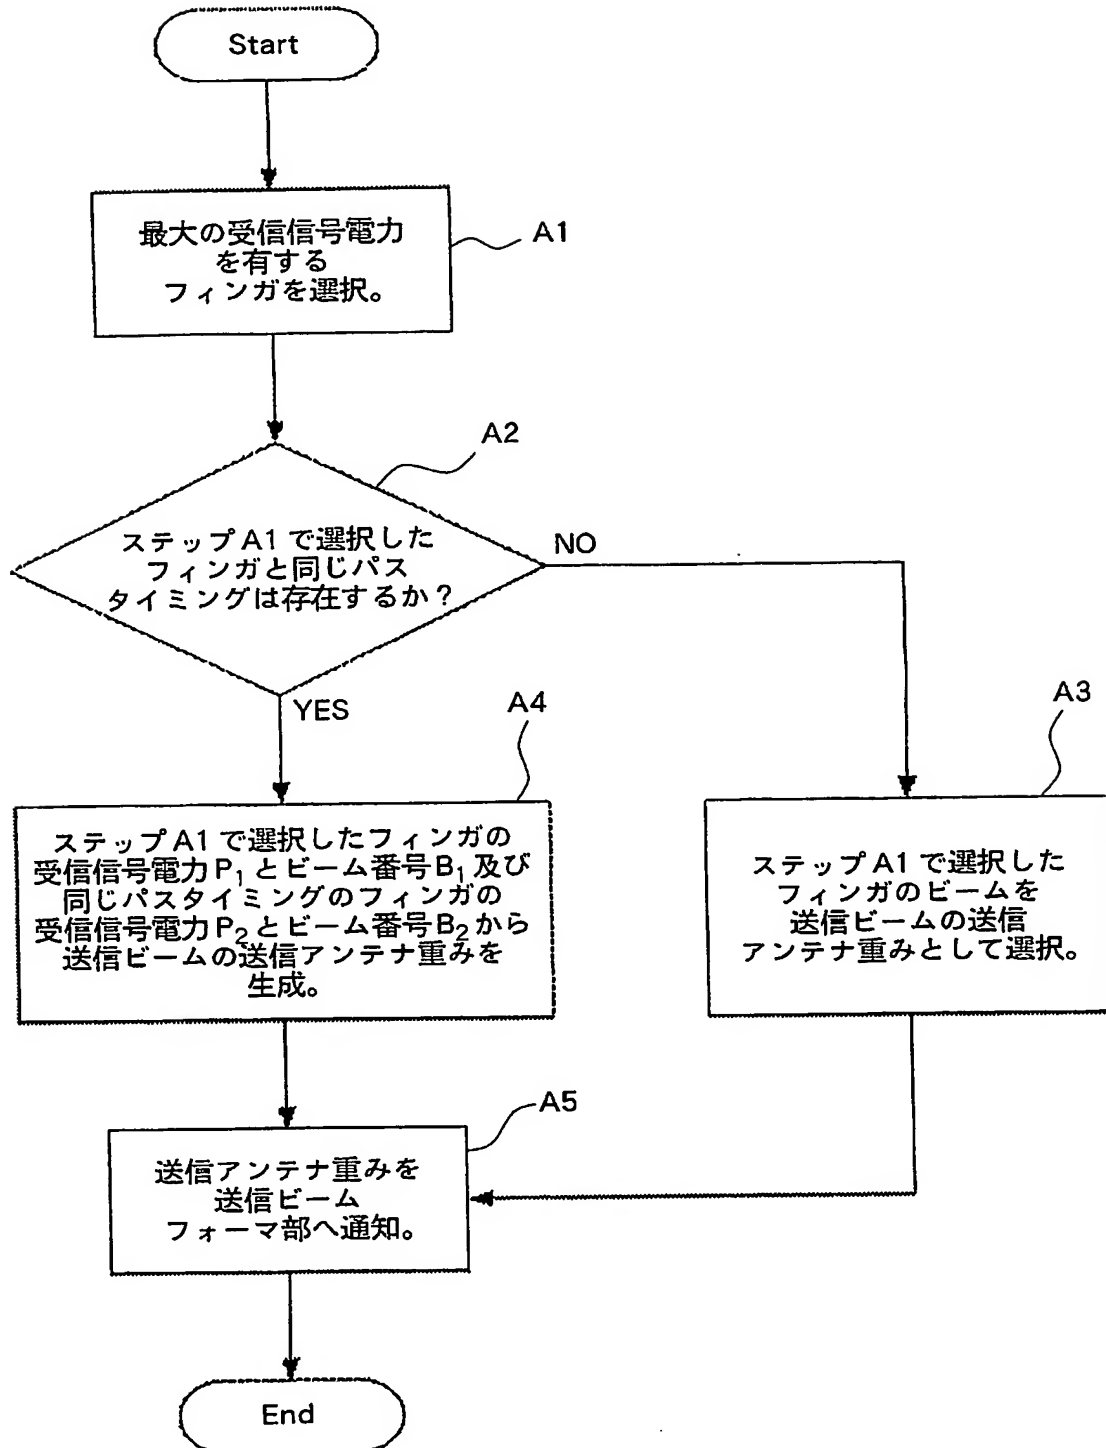 Start
最大の受信信号電力
を有する
フィンガを選択。
A1
A2
ステップA1で選択した
フィンガと同じパス
タイミングは存在するか?
NO
YES
A4
A3
ステップA1で選択したフィンガの
受信信号電力P₁とビーム番号B₁及び
同じパスタイミングのフィンガの
受信信号電力P₂とビーム番号B₂から
送信ビームの送信アンテナ重みを
生成。
ステップA1で選択した
フィンガのビームを
送信ビームの送信
アンテナ重みとして選択。
A5
送信アンテナ重みを
送信ビーム
フォーマ部へ通知。
End